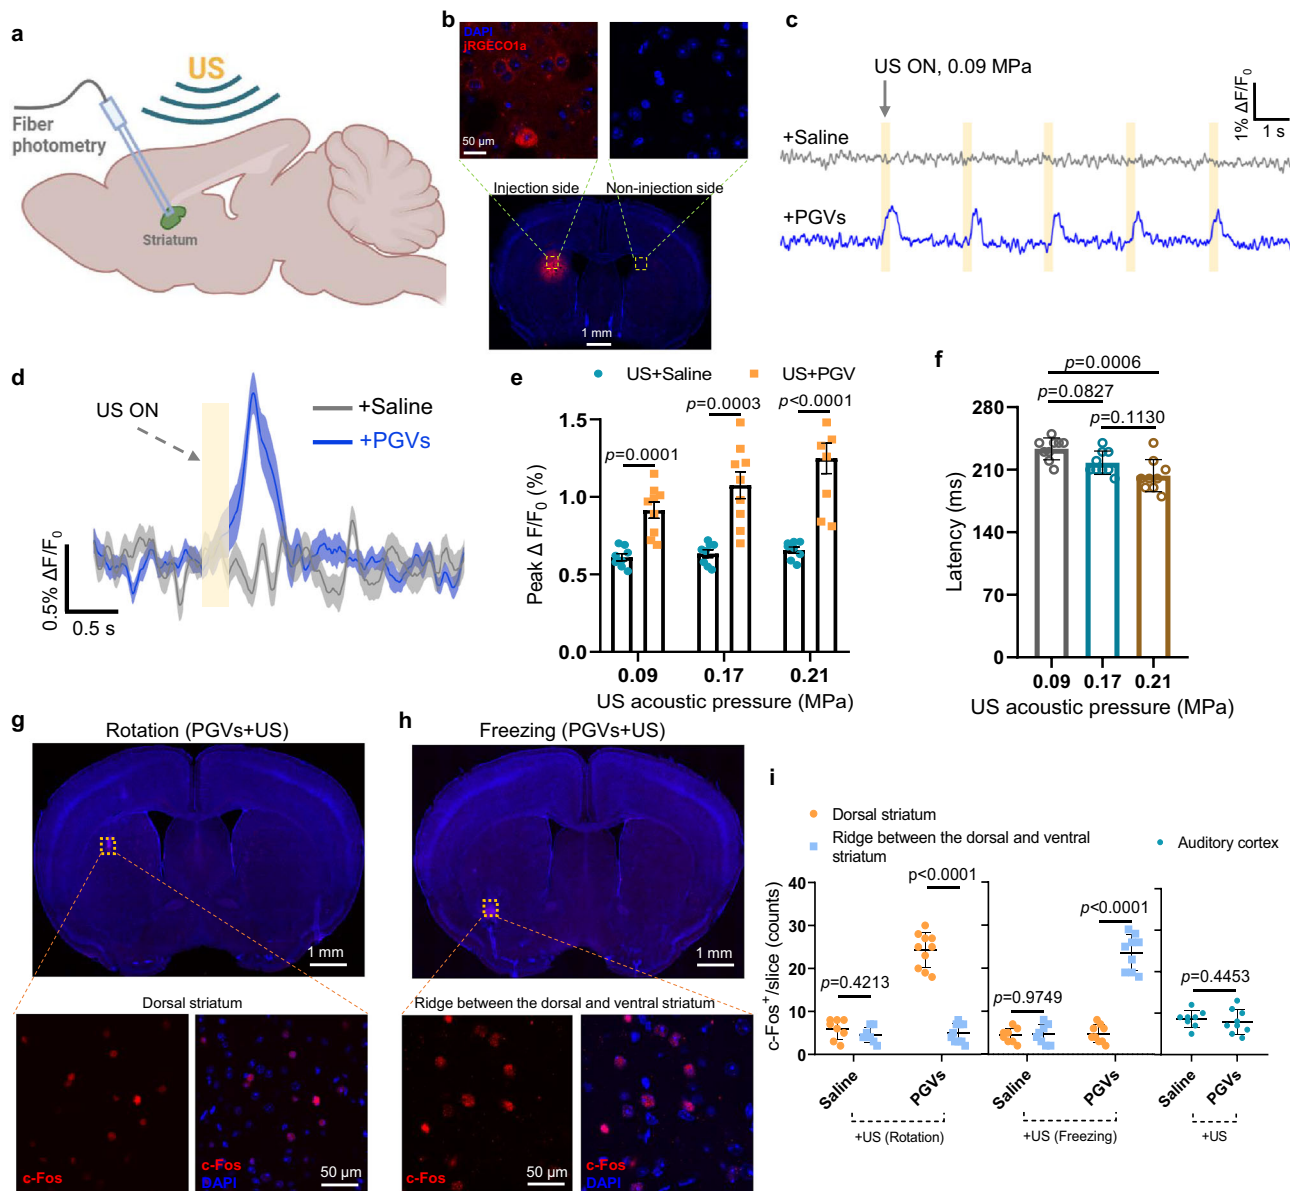 a
US
Fiber
photometry
Striatum
b
DAPI
jRGECO1a
50 µm
Injection side
Non-injection side
1 mm
c
US ON, 0.09 MPa
1% ΔF/F0
1 s
+Saline
+PGVs
d
US ON
+Saline
+PGVs
0.5% ΔF/F0
0.5 s
e
US+Saline
US+PGV
p=0.0001
p=0.0003
p<0.0001
Peak Δ F/F0 (%)
1.5
1.0
0.5
0.0
0.09
0.17
0.21
US acoustic pressure (MPa)
f
p=0.0006
p=0.0827
p=0.1130
Latency (ms)
280
210
140
70
0
0.09
0.17
0.21
US acoustic pressure (MPa)
g
Rotation (PGVs+US)
1 mm
Dorsal striatum
c-Fos
c-Fos
DAPI
50 µm
h
Freezing (PGVs+US)
1 mm
Ridge between the dorsal and ventral striatum
c-Fos
50 µm
c-Fos
DAPI
50 µm
i
Dorsal striatum
Ridge between the dorsal and ventral
striatum
Auditory cortex
c-Fos+/slice (counts)
40
30
20
10
0
p=0.4213
p<0.0001
p=0.9749
p<0.0001
p=0.4453
Saline
PGVs
Saline
PGVs
Saline
PGVs
+US (Rotation)
+US (Freezing)
+US